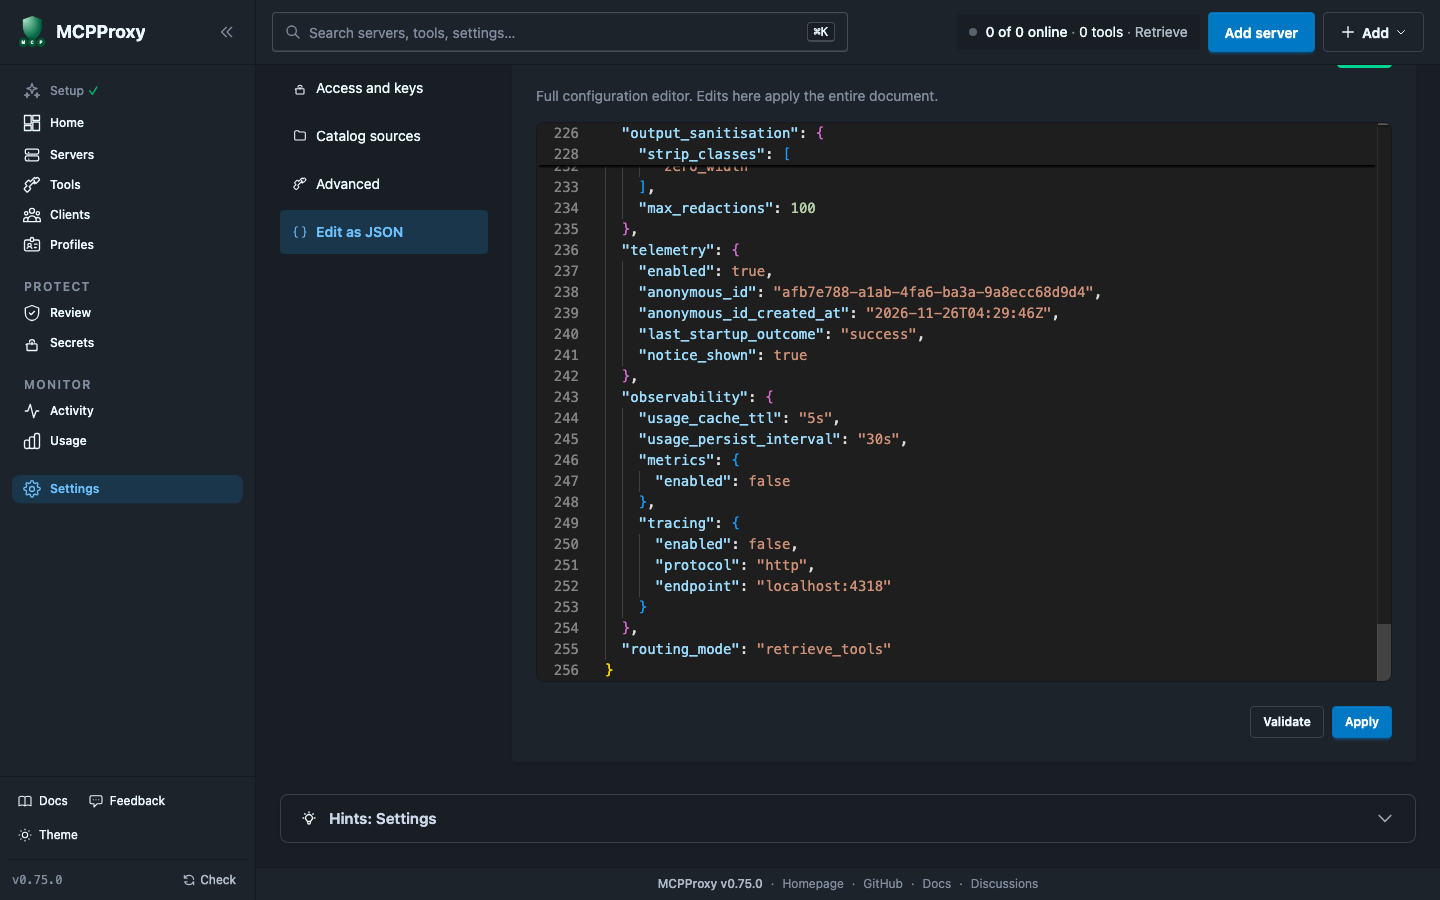 MCPProxy
Search servers, tools, settings...
⌘K
0 of 0 online · 0 tools · Retrieve
Add server
Add
Setup ✓
Home
Servers
Tools
Clients
Profiles
PROTECT
Review
Secrets
MONITOR
Activity
Usage
Settings
Docs
Feedback
Theme
v0.75.0
Check
Access and keys
Catalog sources
Advanced
{} Edit as JSON
Full configuration editor. Edits here apply the entire document.
226 "output_sanitisation": {
228 "strip_classes": [
232 "zero_width"
233 ],
234 "max_redactions": 100
235 },
236 "telemetry": {
237 "enabled": true,
238 "anonymous_id": "afb7e788-a1ab-4fa6-ba3a-9a8ecc68d9d4",
239 "anonymous_id_created_at": "2026-11-26T04:29:46Z",
240 "last_startup_outcome": "success",
241 "notice_shown": true
242 },
243 "observability": {
244 "usage_cache_ttl": "5s",
245 "usage_persist_interval": "30s",
246 "metrics": {
247 "enabled": false
248 },
249 "tracing": {
250 "enabled": false,
251 "protocol": "http",
252 "endpoint": "localhost:4318"
253 }
254 },
255 "routing_mode": "retrieve_tools"
256 }
Validate
Apply
Hints: Settings
MCPProxy v0.75.0 · Homepage · GitHub · Docs · Discussions